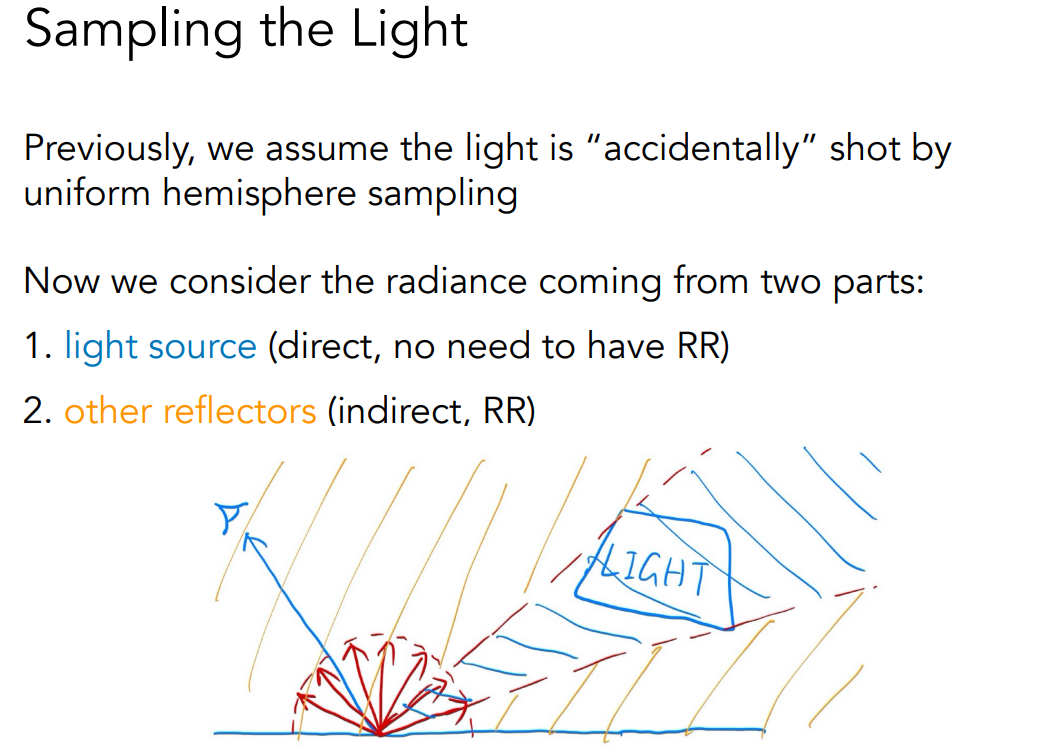 Sampling the Light
Previously, we assume the light is “accidentally” shot by
uniform hemisphere sampling
Now we consider the radiance coming from two parts:
1. light source (direct, no need to have RR)
2. other reflectors (indirect, RR)
LIGHT